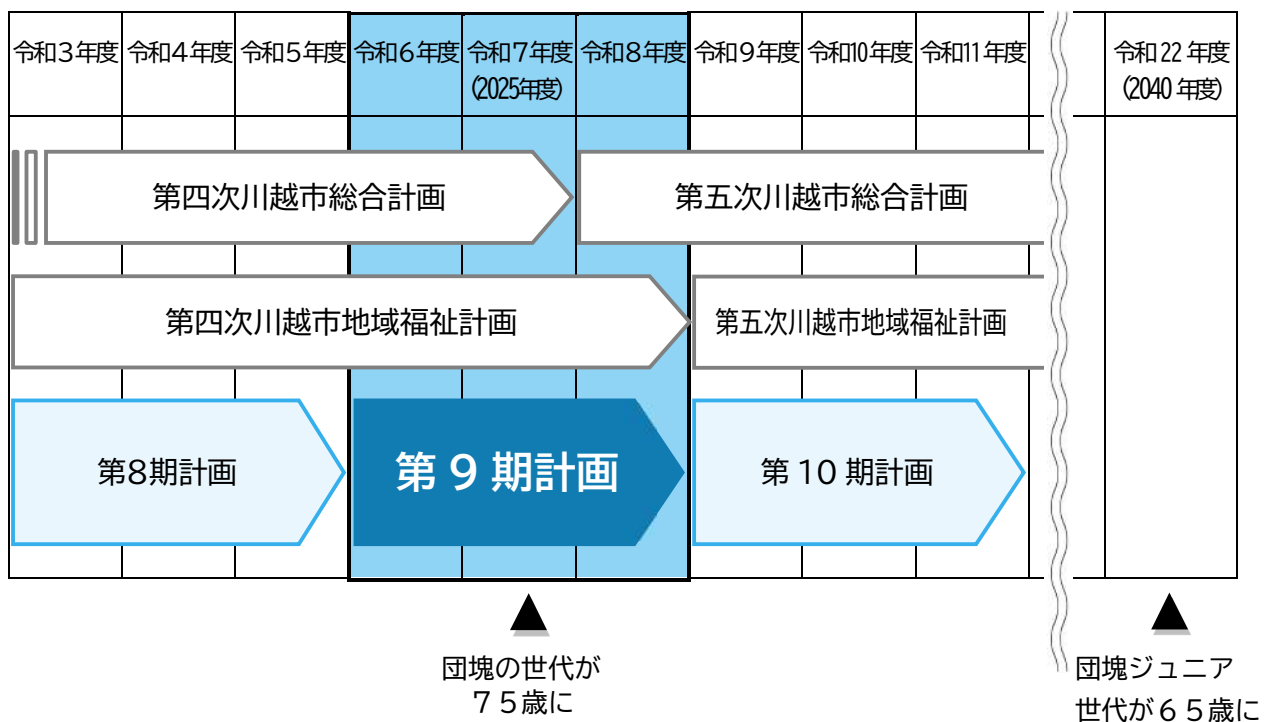 令和3年度 令和4年度 令和5年度 令和6年度 令和7年度 令和8年度 令和9年度 令和10年度 令和11年度 令和22年度
(2025年度) (2040年度)
第四次川越市総合計画 第五次川越市総合計画
第四次川越市地域福祉計画 第五次川越市地域福祉計画
第8期計画 第9期計画 第10期計画
▲ ▲
団塊の世代が 団塊ジュニア
75歳に 世代が65歳に